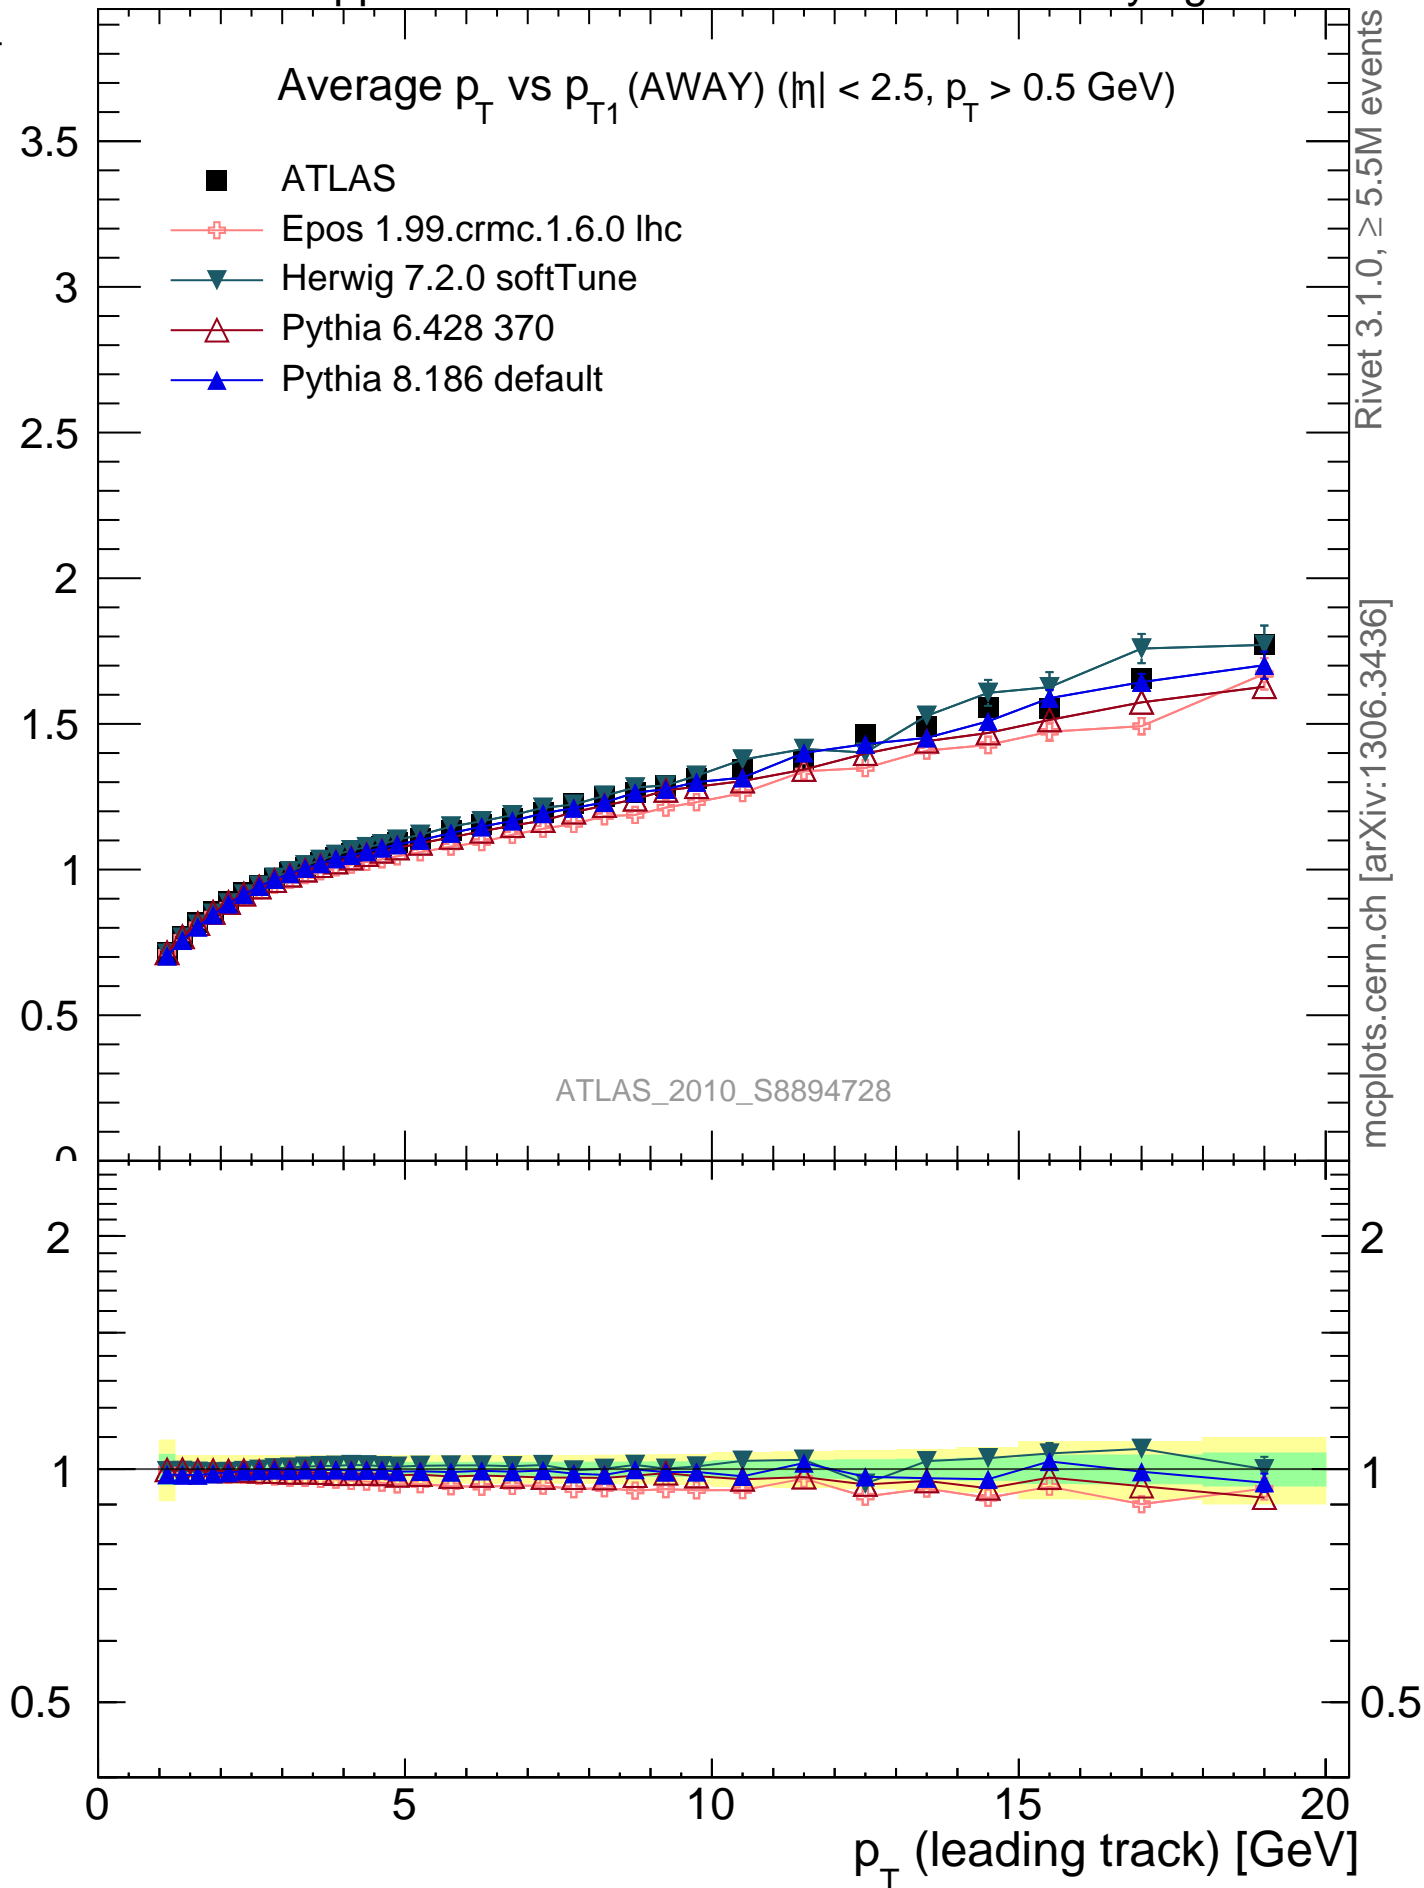 Average p_T vs p_T1 (AWAY) (|η| < 2.5, p_T > 0.5 GeV)
ATLAS
Epos 1.99.crmc.1.6.0 lhc
Herwig 7.2.0 softTune
Pythia 6.428 370
Pythia 8.186 default
3.5
3
2.5
2
1.5
1
0.5
0
ATLAS_2010_S8894728
Rivet 3.1.0, ≥ 5.5M events
mcplots.cern.ch [arXiv:1306.3436]
2
1
0.5
2
1
0.5
0 5 10 15 20
p_T (leading track) [GeV]